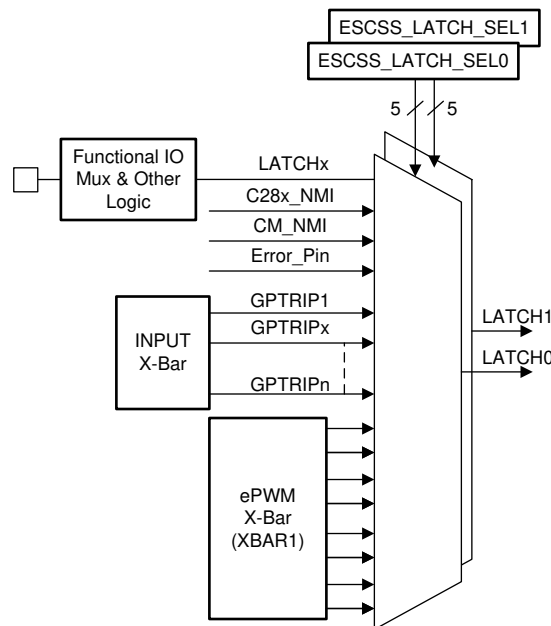 ESCSS_LATCH_SEL1
ESCSS_LATCH_SEL0
5
5
Functional IO
Mux & Other
Logic
LATCHx
C28x_NMI
CM_NMI
Error_Pin
INPUT
X-Bar
GPTRIP1
GPTRIPx
GPTRIPn
LATCH1
LATCH0
ePWM
X-Bar
(XBAR1)